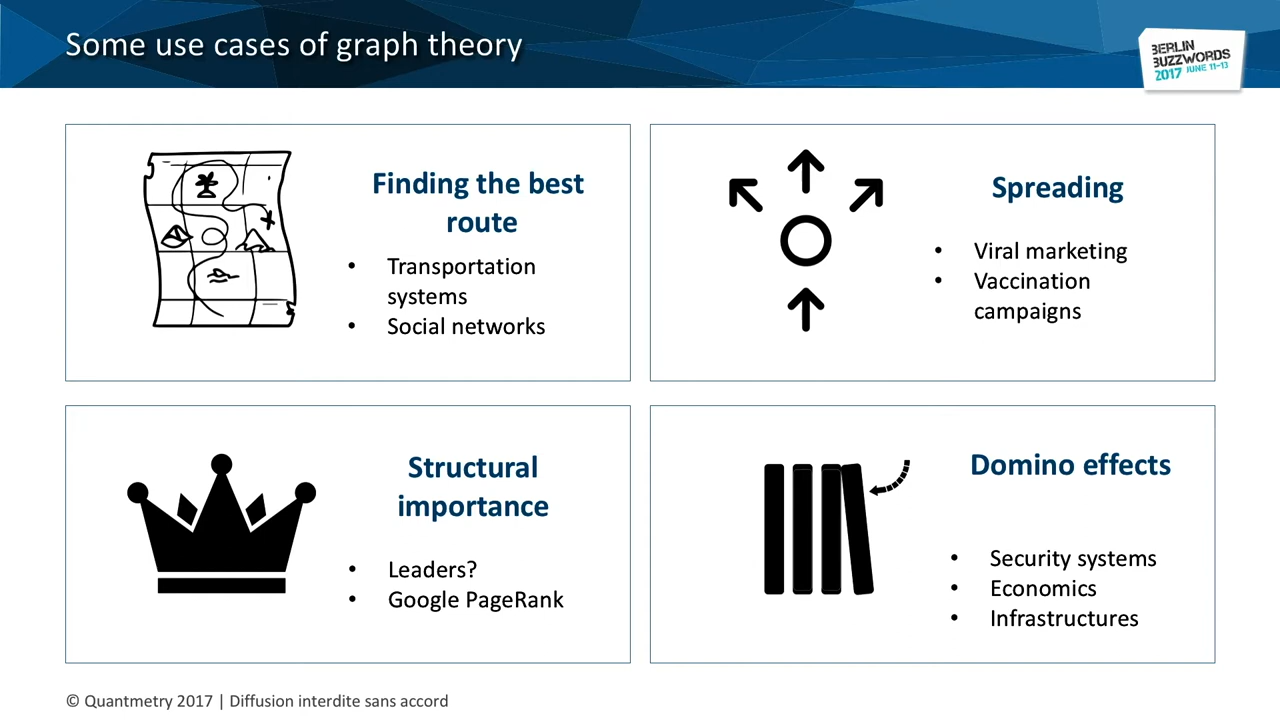 Some use cases of graph theory
BERLIN
BUZZWORDS
2017 JUNE 11-13
Finding the best
route
• Transportation
systems
• Social networks
Spreading
• Viral marketing
• Vaccination
campaigns
Structural
importance
• Leaders?
• Google PageRank
Domino effects
• Security systems
• Economics
• Infrastructures
© Quantmetry 2017 | Diffusion interdite sans accord